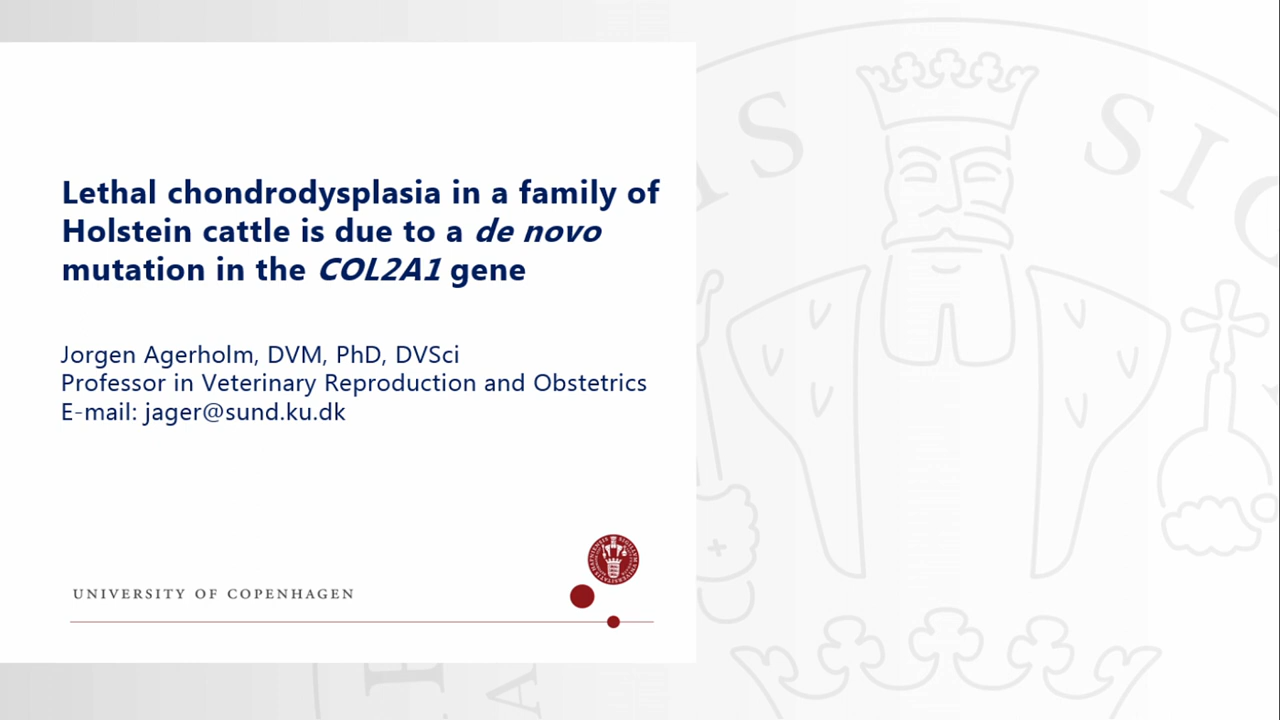 Lethal chondrodysplasia in a family of
Holstein cattle is due to a de novo
mutation in the COL2A1 gene
Jorgen Agerholm, DVM, PhD, DVSci
Professor in Veterinary Reproduction and Obstetrics
E-mail: jager@sund.ku.dk
UNIVERSITY OF COPENHAGEN